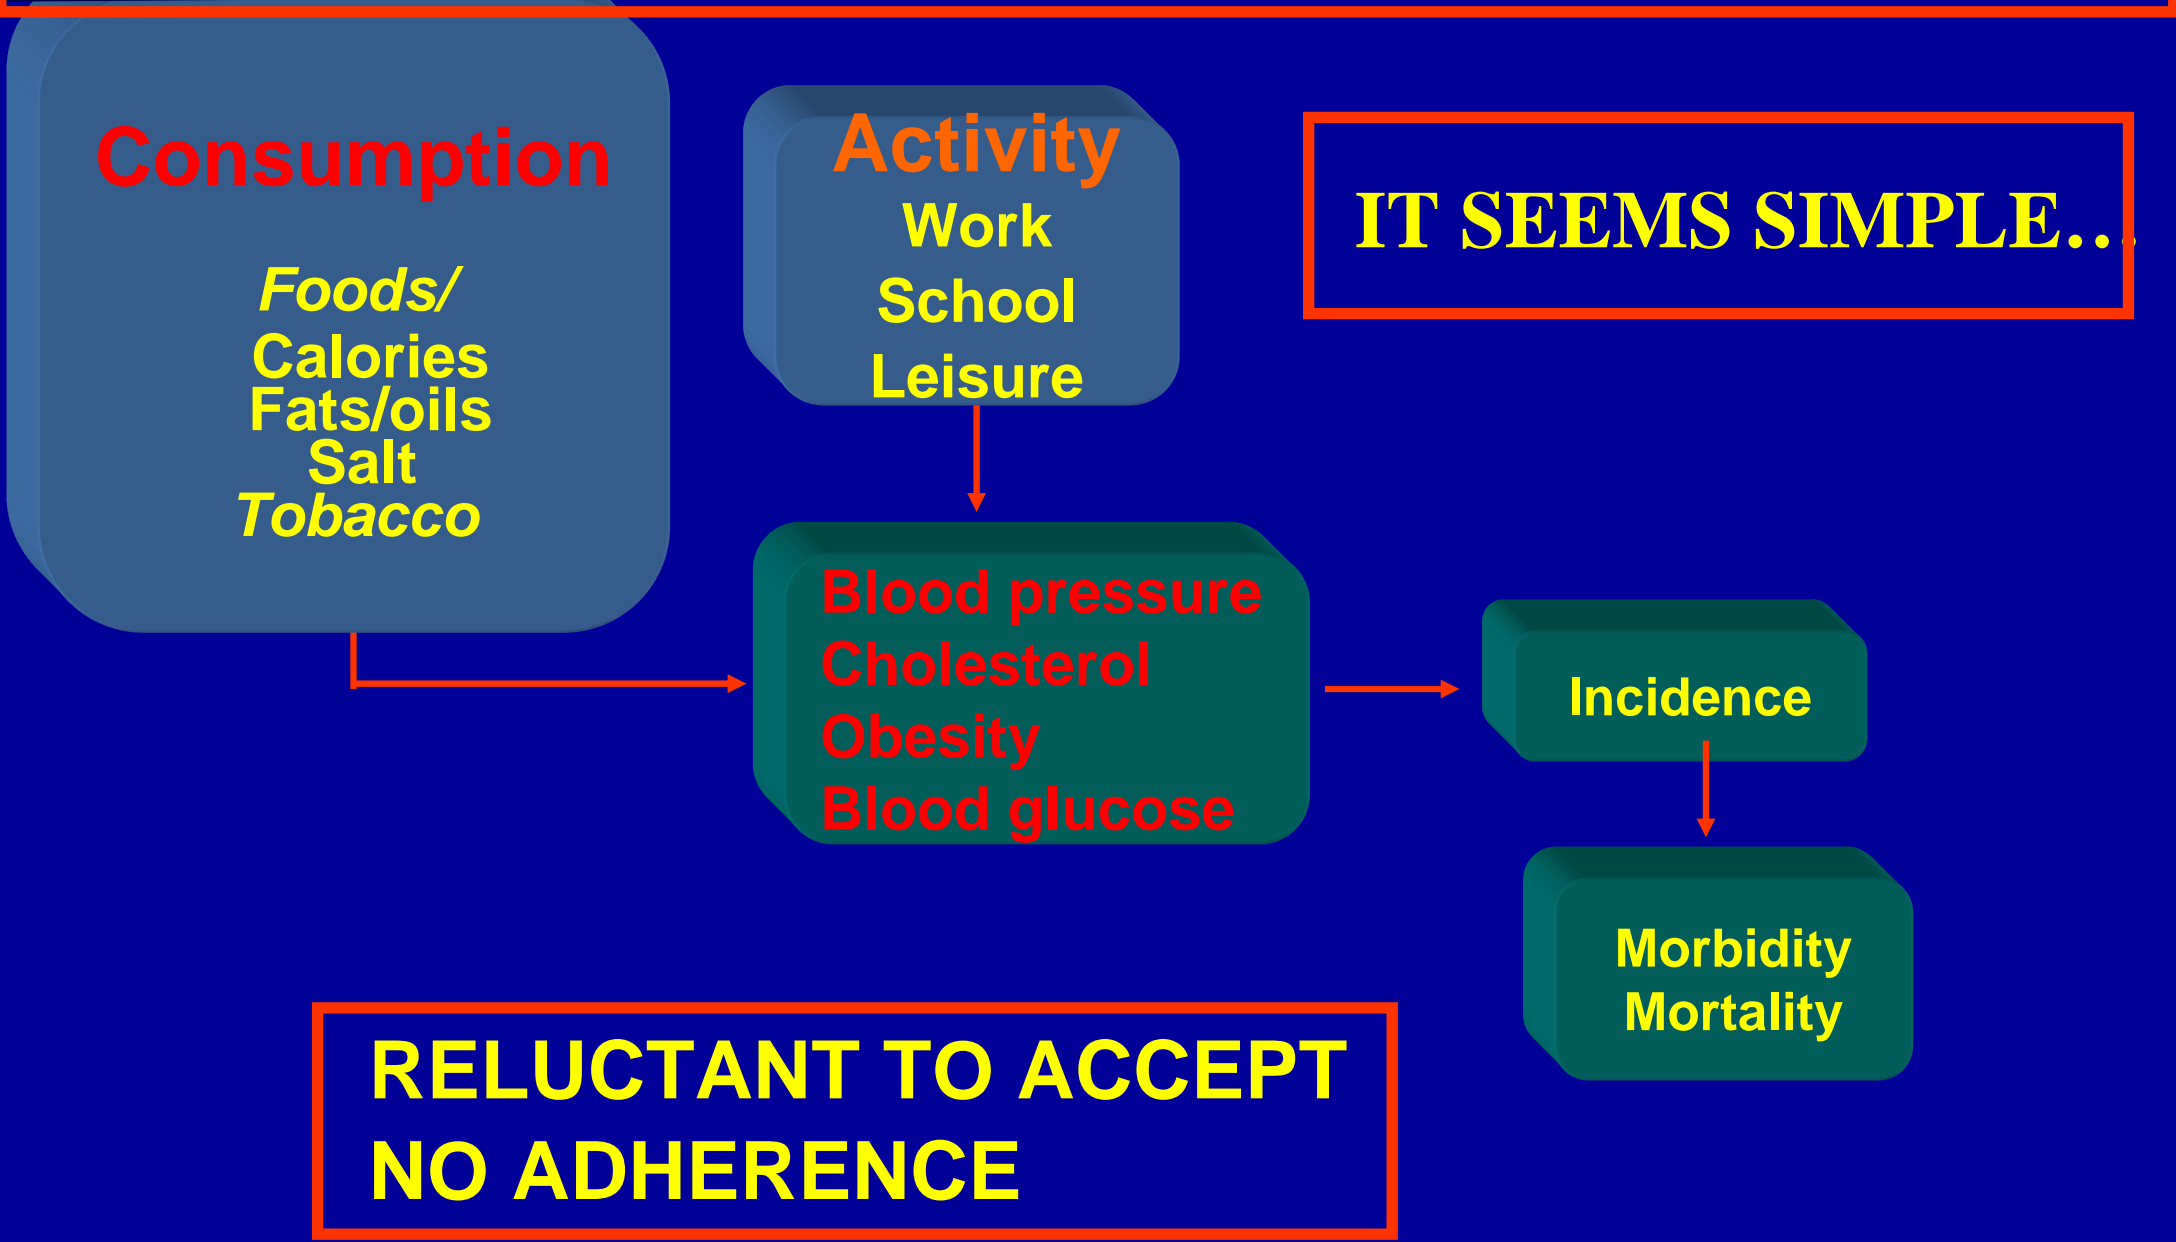 Consumption
Foods/
Calories
Fats/oils
Salt
Tobacco
Activity
Work
School
Leisure
IT SEEMS SIMPLE…
Blood pressure
Cholesterol
Obesity
Blood glucose
Incidence
Morbidity
Mortality
RELUCTANT TO ACCEPT
NO ADHERENCE